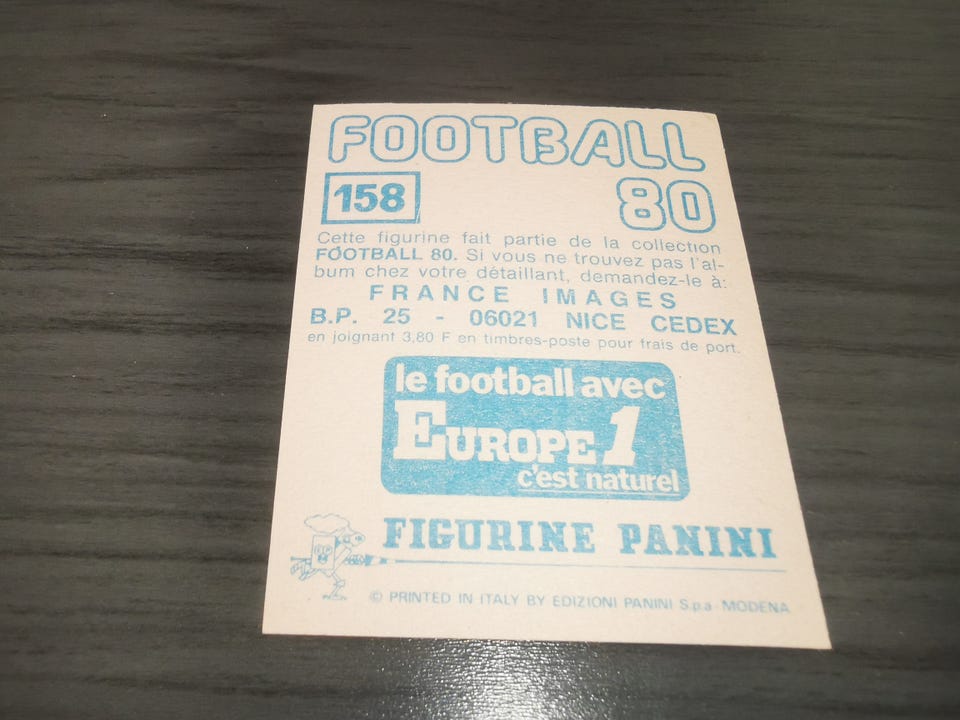 FOOTBALL
158
80
Cette figurine fait partie de la collection
FOOTBALL 80. Si vous ne trouvez pas l'al-
bum chez votre détaillant, demandez-le à:
FRANCE IMAGES
B.P. 25 - 06021 NICE CEDEX
en joignant 3,80 F en timbres-poste pour frais de port.
le football avec
EUROPE 1
c'est naturel
FIGURINE PANINI
© PRINTED IN ITALY BY EDIZIONI PANINI S.p.a. MODENA